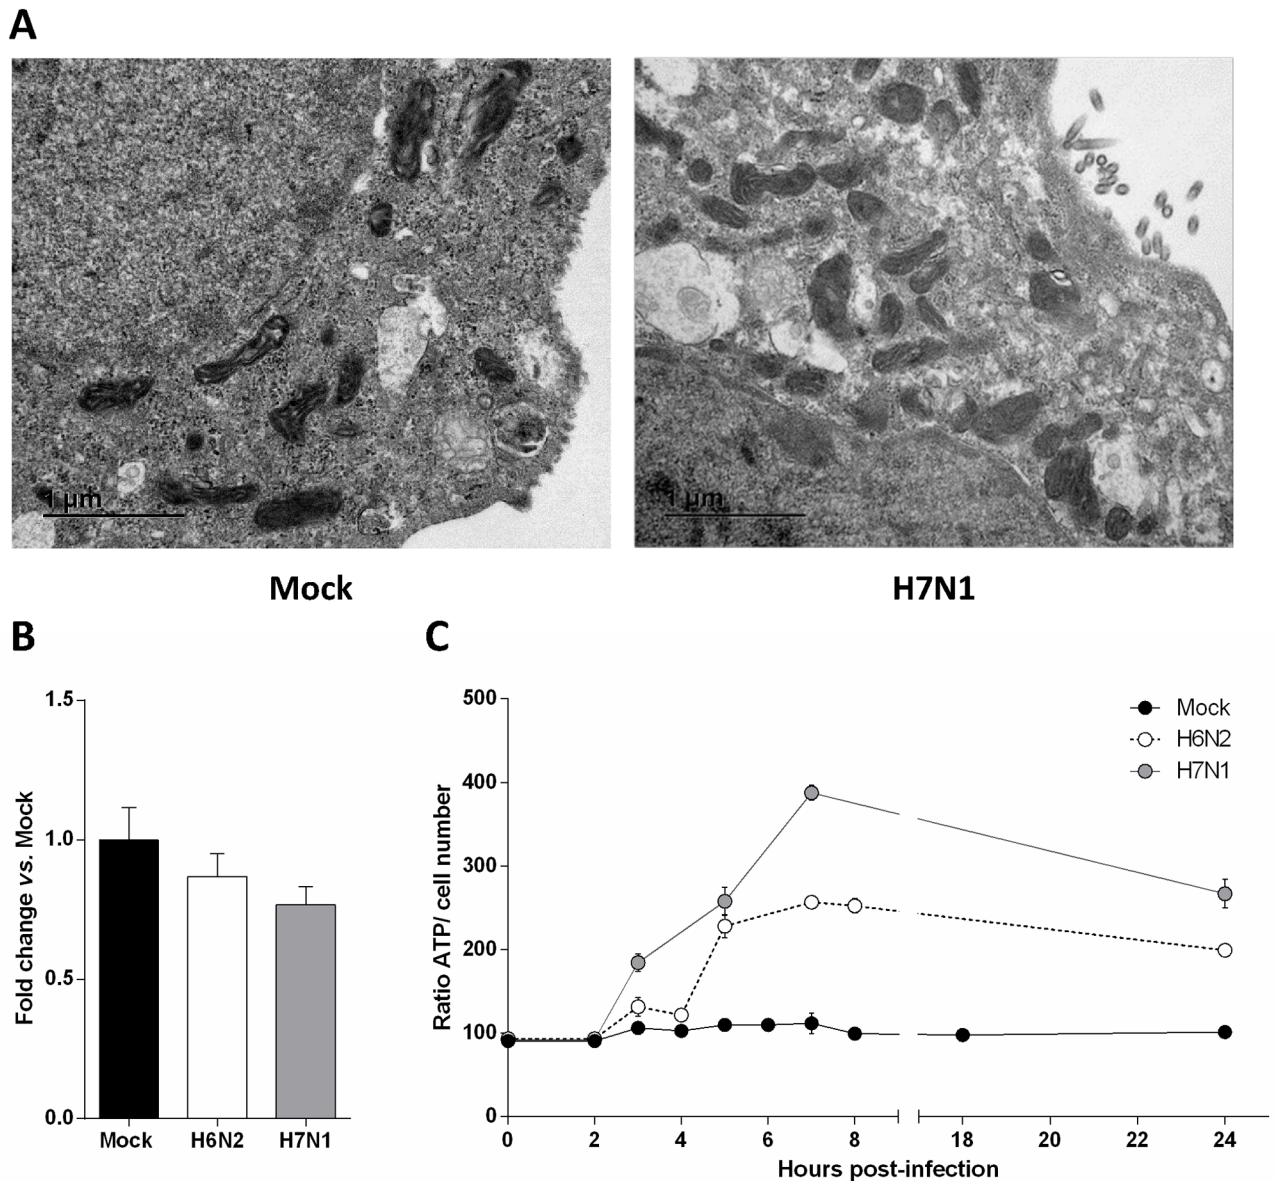 A
1 μm
1 μm
Mock
H7N1
B
C
1.5
1.0
0.5
0.0
Fold change vs. Mock
Mock
H6N2
H7N1
500
400
300
200
100
0
Ratio ATP/ cell number
Mock
H6N2
H7N1
0 2 4 6 8 18 20 22 24
Hours post-infection